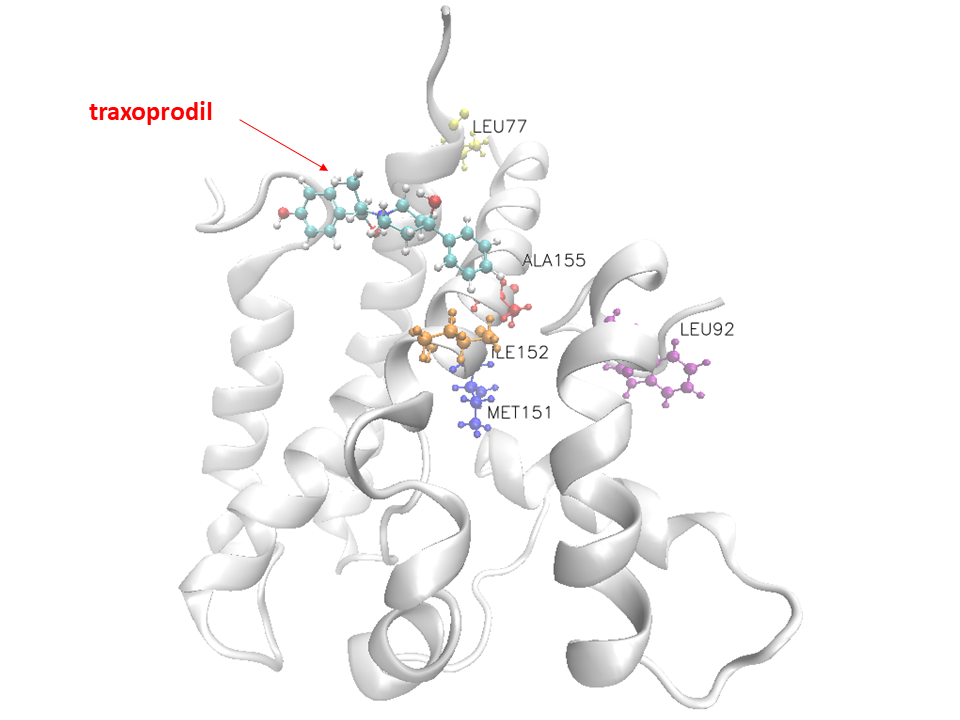 traxoprodil
LEU77
ALA155
LEU92
ILE152
MET151